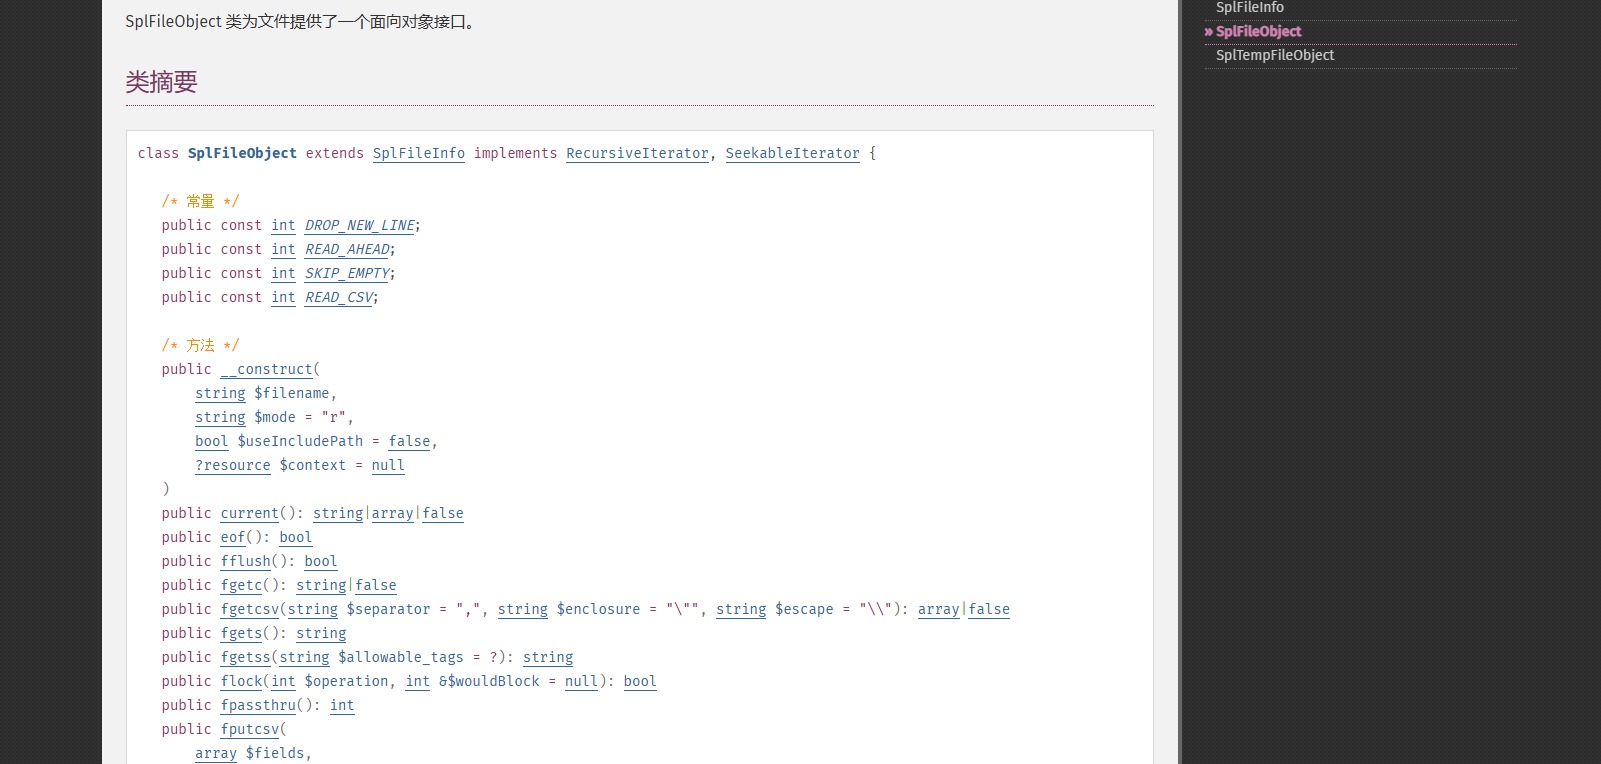 SplFileObject 类为文件提供了一个面向对象接口。
类摘要
class SplFileObject extends SplFileInfo implements RecursiveIterator, SeekableIterator {
/* 常量 */
public const int DROP_NEW_LINE;
public const int READ_AHEAD;
public const int SKIP_EMPTY;
public const int READ_CSV;
/* 方法 */
public __construct(
string $filename,
string $mode = "r",
bool $useIncludePath = false,
?resource $context = null
)
public current(): string|array|false
public eof(): bool
public fflush(): bool
public fgetc(): string|false
public fgetcsv(string $separator = ",", string $enclosure = "\"", string $escape = "\\"): array|false
public fgets(): string
public fgetss(string $allowable_tags = ?): string
public flock(int $operation, int &$wouldBlock = null): bool
public fpassthru(): int
public fputcsv(
array $fields,
SplFileInfo
» SplFileObject
SplTempFileObject